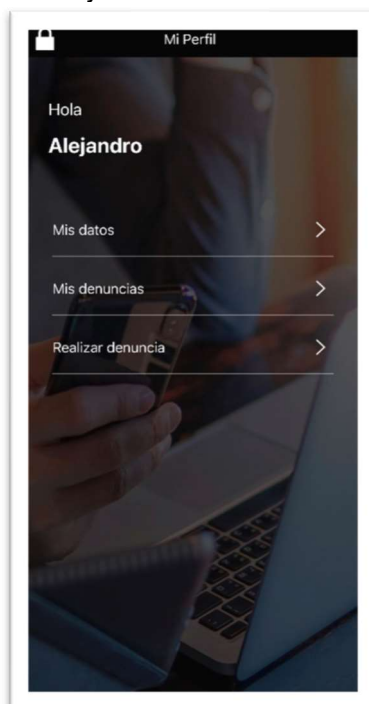 Mi Perfil
Hola
Alejandro
Mis datos
Mis denuncias
Realizar denuncia